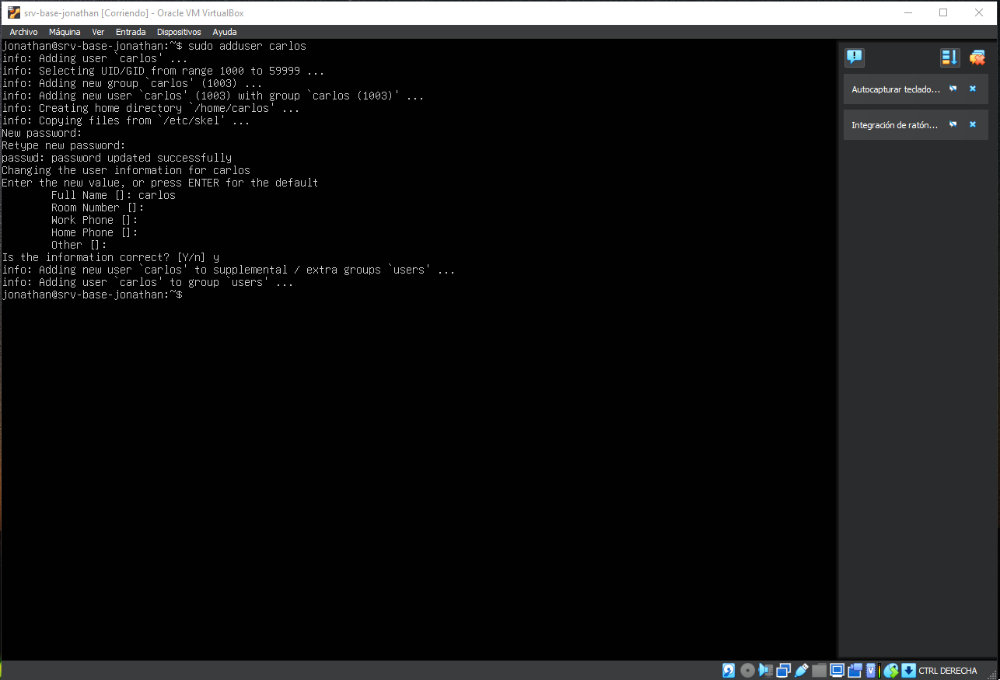 srv-base-jonathan [Corriendo] - Oracle VM VirtualBox
Archivo Máquina Ver Entrada Dispositivos Ayuda
jonathan@srv-base-jonathan:~$ sudo adduser carlos
info: Adding user `carlos' ...
info: Selecting UID/GID from range 1000 to 59999 ...
info: Adding new group `carlos' (1003) ...
info: Adding new user `carlos' (1003) with group `carlos (1003)' ...
info: Creating home directory `/home/carlos' ...
info: Copying files from `/etc/skel' ...
New password:
Retype new password:
passwd: password updated successfully
Changing the user information for carlos
Enter the new value, or press ENTER for the default
        Full Name []: carlos
        Room Number []:
        Work Phone []:
        Home Phone []:
        Other []:
Is the information correct? [Y/n] y
info: Adding new user `carlos' to supplemental / extra groups `users' ...
info: Adding user `carlos' to group `users' ...
jonathan@srv-base-jonathan:~$
Autocapturar teclado...
Integración de ratón...
CTRL DERECHA